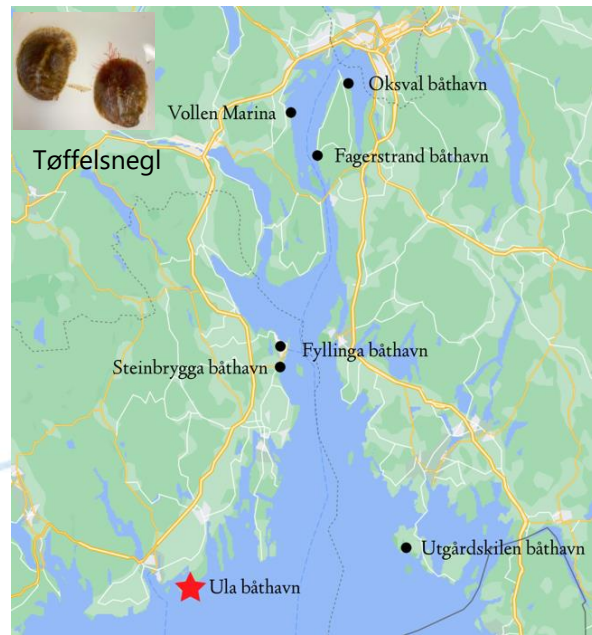 Tøffelsnegl
Oksval båthavn
Vollen Marina
Fagerstrand båthavn
Fyllinga båthavn
Steinbrygga båthavn
Utgårdskilen båthavn
Ula båthavn